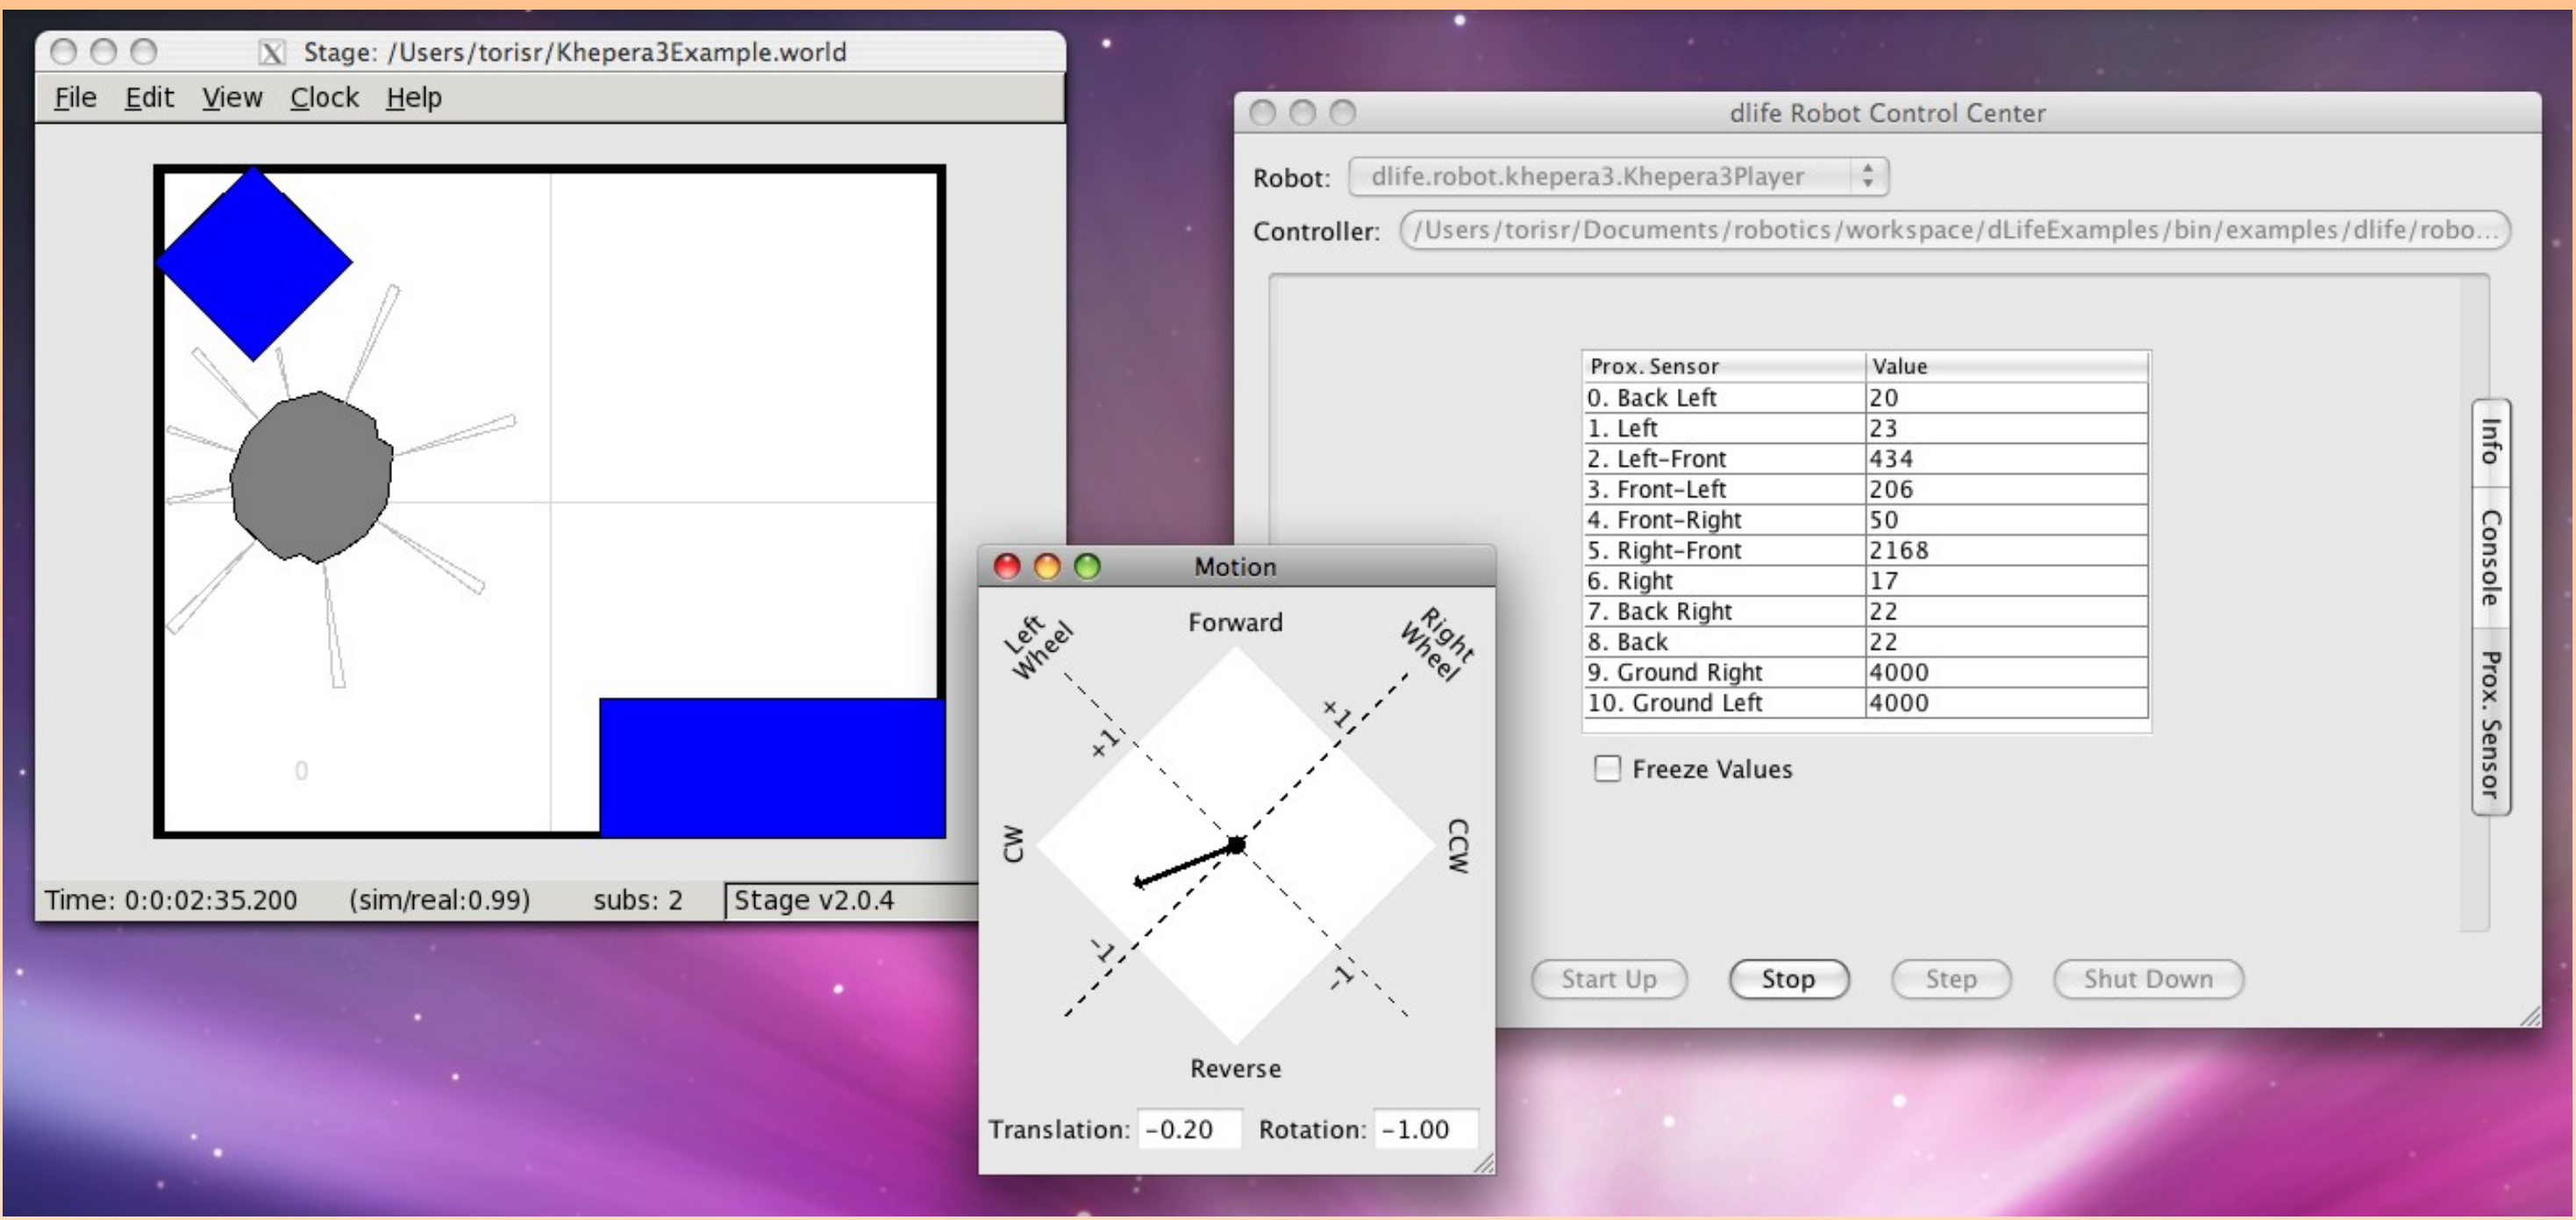 Stage: /Users/torisr/Khepera3Example.world
File Edit View Clock Help
0
Time: 0:0:02:35.200 (sim/real:0.99) subs: 2 Stage v2.0.4
dlife Robot Control Center
Robot: dlife.robot.khepera3.Khepera3Player
Controller: /Users/torisr/Documents/robotics/workspace/dLifeExamples/bin/examples/dlife/robo...
Prox. Sensor Value
0. Back Left 20
1. Left 23
2. Left-Front 434
3. Front-Left 206
4. Front-Right 50
5. Right-Front 2168
6. Right 17
7. Back Right 22
8. Back 22
9. Ground Right 4000
10. Ground Left 4000
Freeze Values
Info
Console
Prox. Sensor
Start Up Stop Step Shut Down
Motion
Left
Wheel
Forward
Right
Wheel
+1
+1
CW
CCW
-1
-1
Reverse
Translation: -0.20 Rotation: -1.00